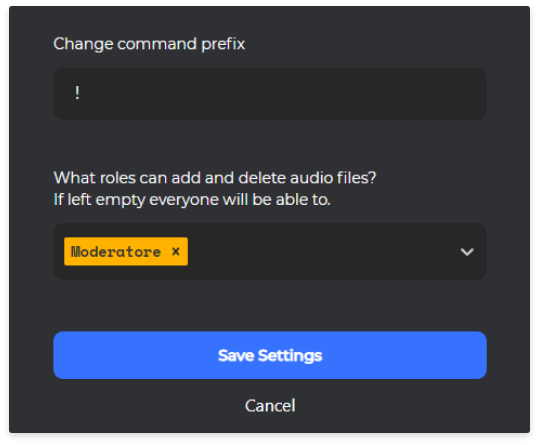 Change command prefix
!
What roles can add and delete audio files?
If left empty everyone will be able to.
Moderatore ×
Save Settings
Cancel